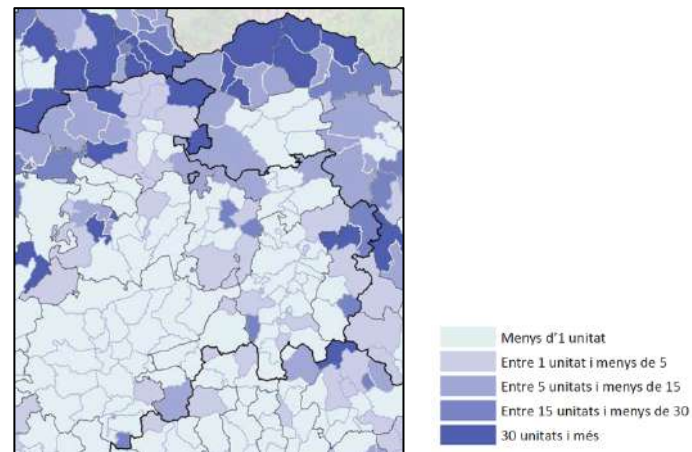 Menys d'1 unitat
Entre 1 unitat i menys de 5
Entre 5 unitats i menys de 15
Entre 15 unitats i menys de 30
30 unitats i més